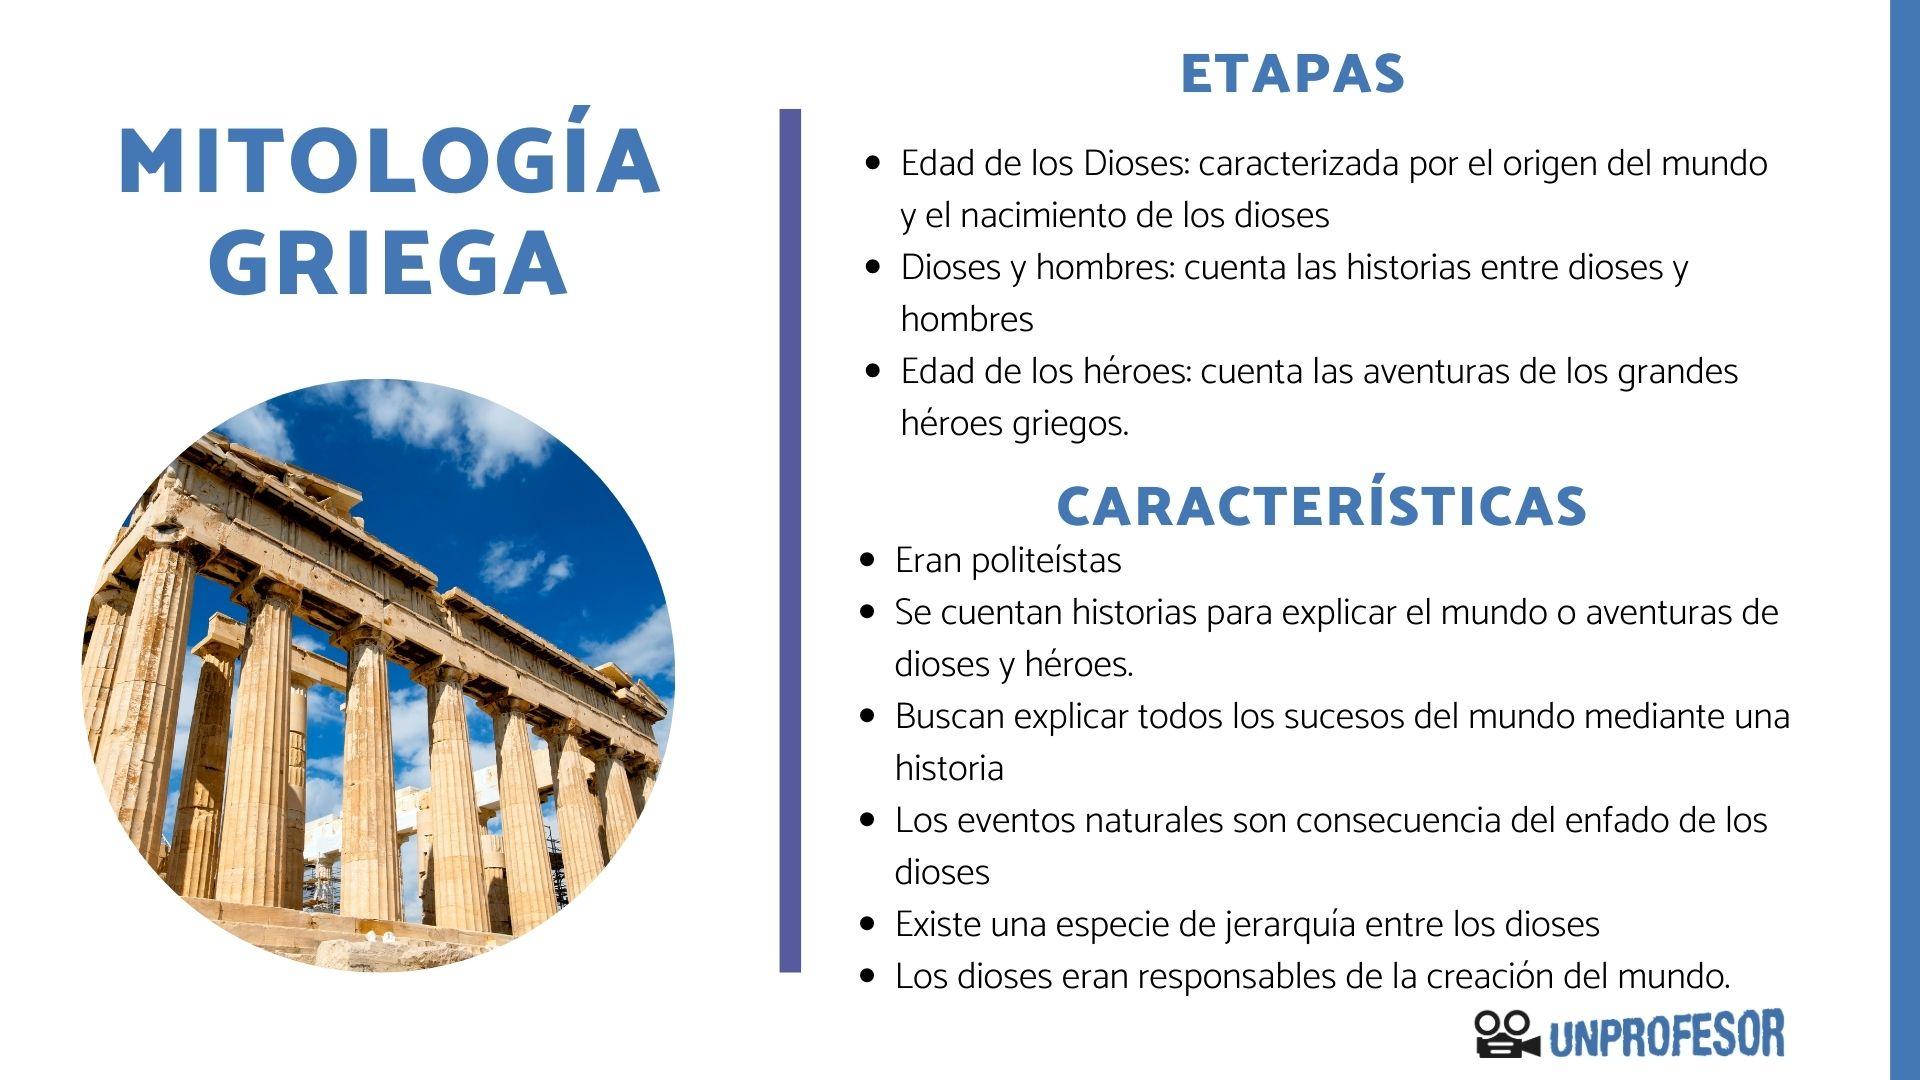 MITOLOGÍA
GRIEGA
ETAPAS
• Edad de los Dioses: caracterizada por el origen del mundo
y el nacimiento de los dioses
• Dioses y hombres: cuenta las historias entre dioses y
hombres
• Edad de los héroes: cuenta las aventuras de los grandes
héroes griegos.
CARACTERÍSTICAS
• Eran politeístas
• Se cuentan historias para explicar el mundo o aventuras de
dioses y héroes.
• Buscan explicar todos los sucesos del mundo mediante una
historia
• Los eventos naturales son consecuencia del enfado de los
dioses
• Existe una especie de jerarquía entre los dioses
• Los dioses eran responsables de la creación del mundo.
UNPROFESOR